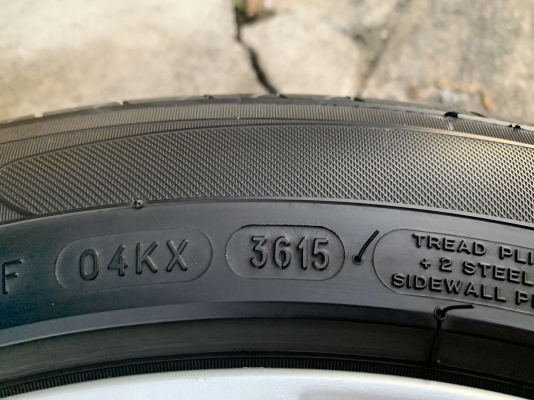 F 04KX 3615
TREAD PLI
+ 2 STEEL
SIDEWALL P